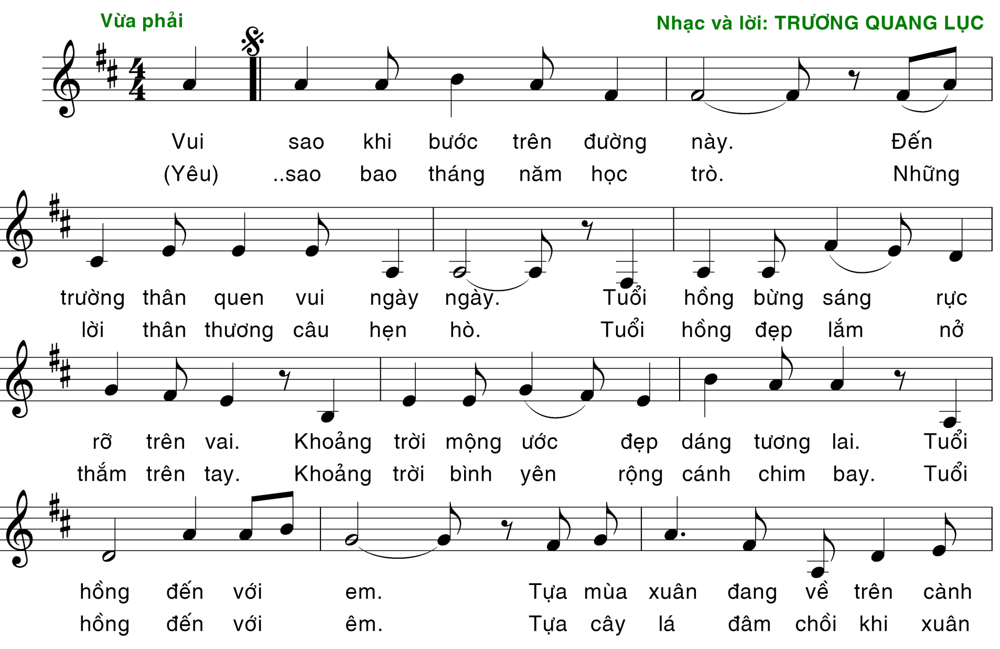 Vừa phải
Nhạc và lời: TRƯƠNG QUANG LỤC
4
4
Vui sao khi bước trên đường này. Đến
(Yêu) ..sao bao tháng năm học trò. Những
trường thân quen vui ngày ngày. Tuổi hồng bừng sáng rực
lời thân thương câu hẹn hò. Tuổi hồng đẹp lắm nở
rỡ trên vai. Khoảng trời mộng ước đẹp dáng tương lai. Tuổi
thắm trên tay. Khoảng trời bình yên rộng cánh chim bay. Tuổi
hồng đến với em. Tựa mùa xuân đang về trên cành
hồng đến với êm. Tựa cây lá đâm chồi khi xuân